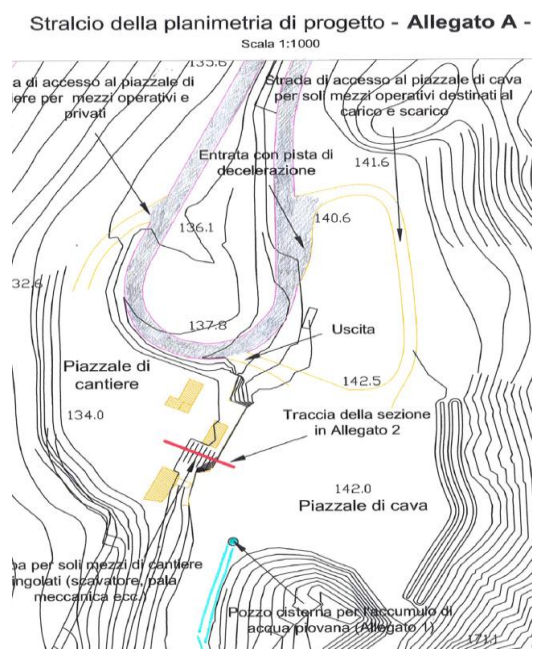 Stralcio della planimetria di progetto - Allegato A -
Scala 1:1000
135.6
a di accesso al piazzale di
iere per mezzi operativi e
privati
Strada di accesso al piazzale di cava
per soli mezzi operativi destinati al
carico e scarico
Entrata con pista di
decelerazione
141.6
136.1
140.6
32.6
137.8
Uscita
Piazzale di
cantiere
142.5
134.0
Traccia della sezione
in Allegato 2
142.0
Piazzale di cava
pa per soli mezzi di cantiere
ingolati (scavatore, pala
meccanica ecc.)
Pozzo cisterna per l'accumulo di
acqua piovana (Allegato 1)
171.1